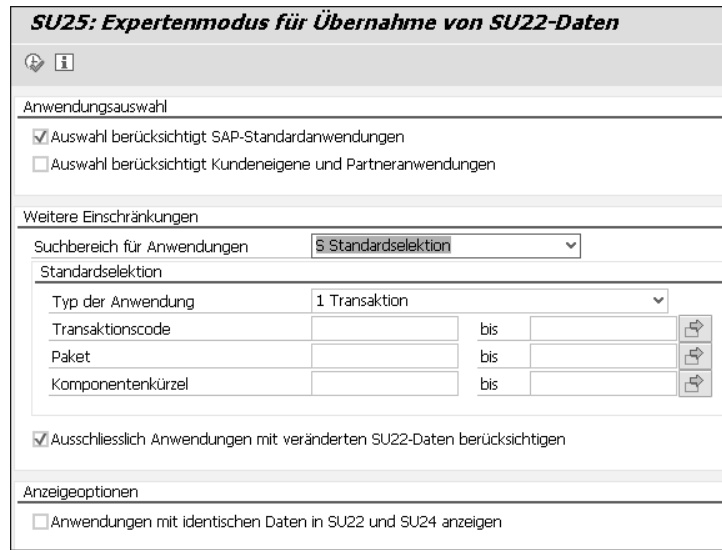 SU25: Expertenmodus für Übernahme von SU22-Daten
Anwendungsauswahl
Auswahl berücksichtigt SAP-Standardanwendungen
Auswahl berücksichtigt Kundeneigene und Partneranwendungen
Weitere Einschränkungen
Suchbereich für Anwendungen S Standardselektion
Standardselektion
Typ der Anwendung 1 Transaktion
Transaktionscode bis
Paket bis
Komponentenkürzel bis
Ausschliesslich Anwendungen mit veränderten SU22-Daten berücksichtigen
Anzeigeoptionen
Anwendungen mit identischen Daten in SU22 und SU24 anzeigen